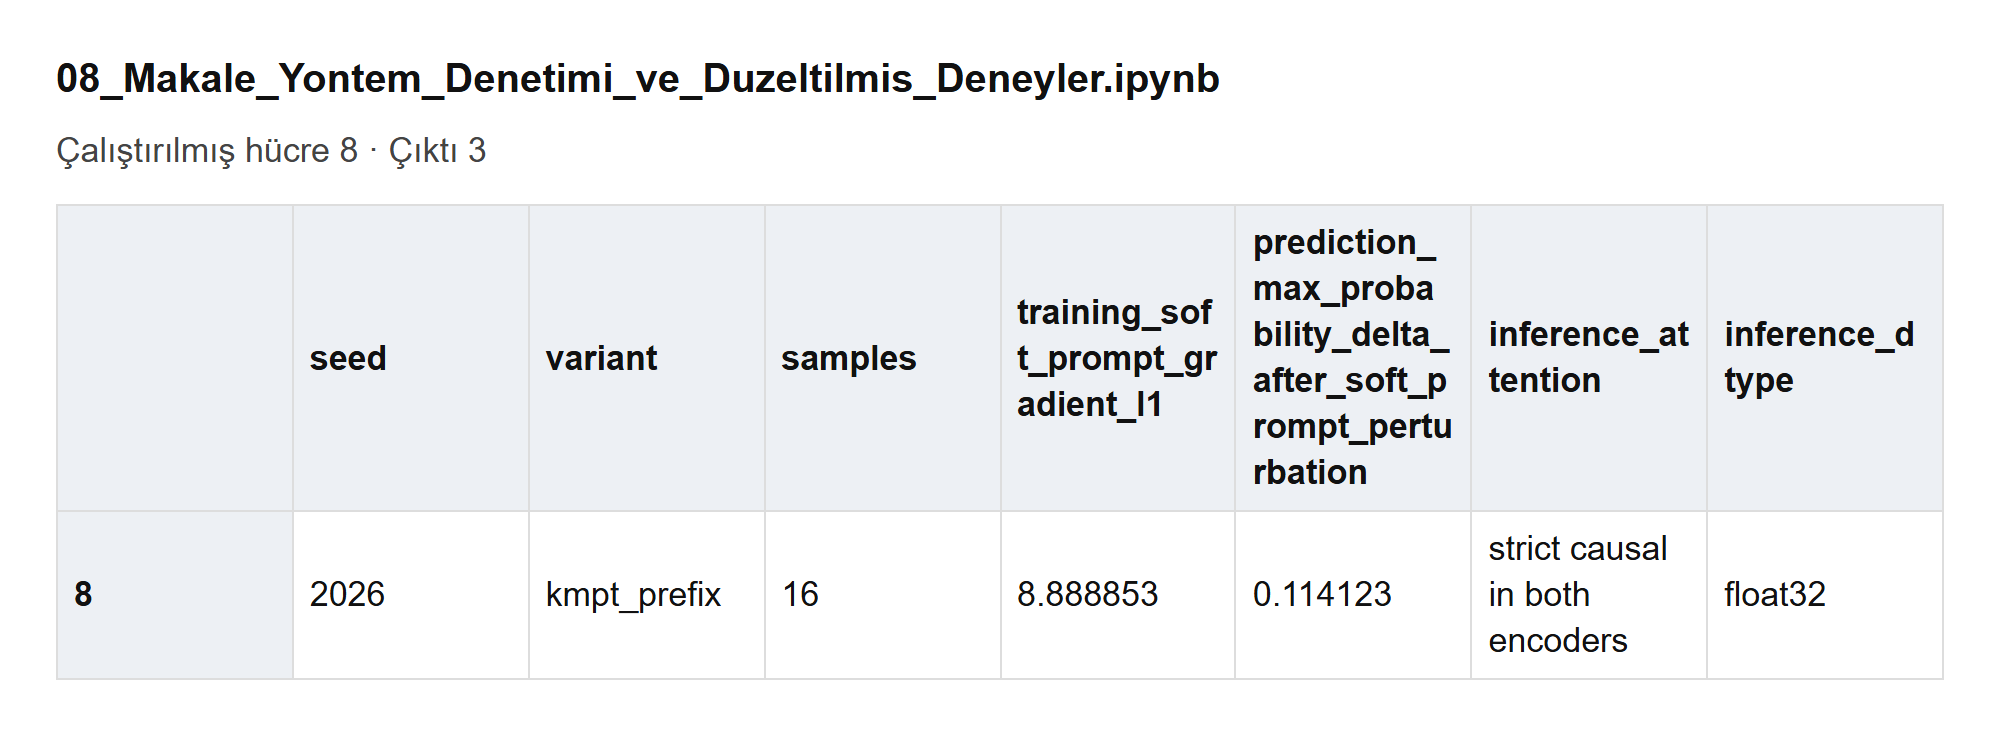 08_Makale_Yontem_Denetimi_ve_Duzeltilmis_Deneyler.ipynb
Çalıştırılmış hücre 8 · Çıktı 3
seed
variant
samples
training_sof
t_prompt_gr
adient_l1
prediction_
max_proba
bility_delta_
after_soft_p
rompt_pertu
rbation
inference_at
tention
inference_d
type
8
2026
kmpt_prefix
16
8.888853
0.114123
strict causal
in both
encoders
float32